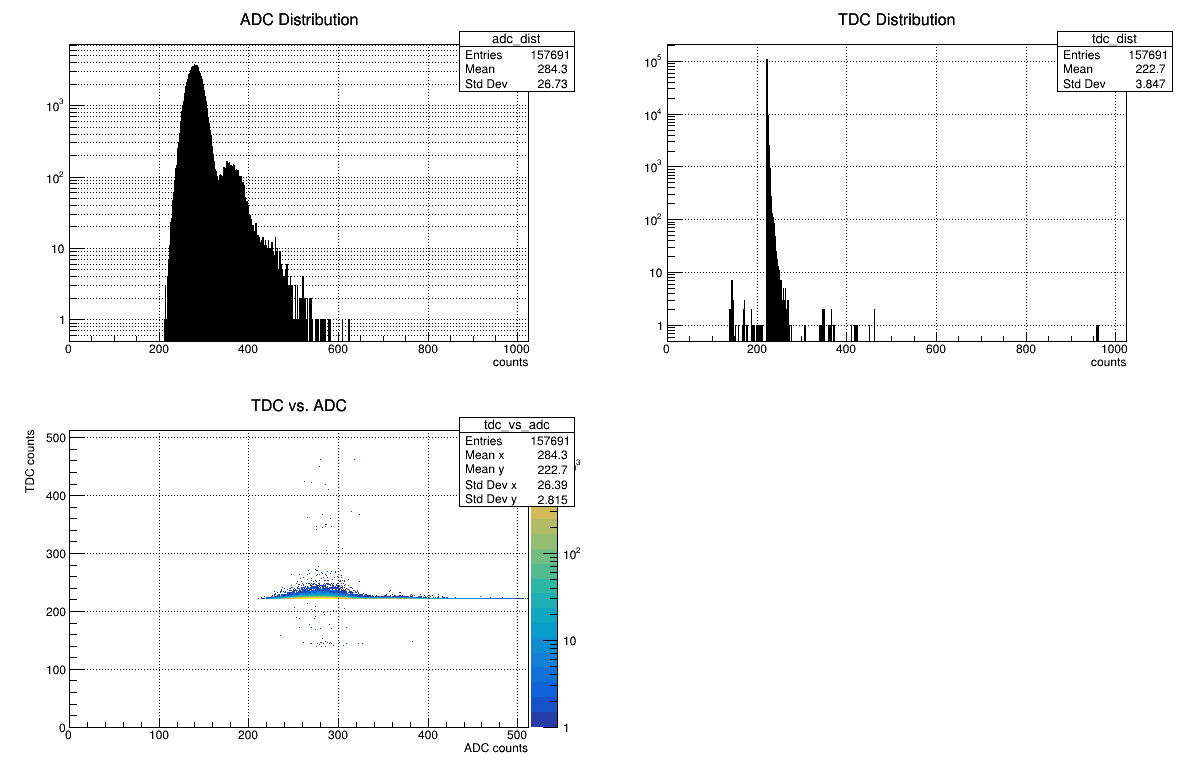 ADC Distribution
adc_dist
Entries 157691
Mean 284.3
Std Dev 26.73
10³
10²
10
1
0 200 400 600 800 1000
counts
TDC Distribution
tdc_dist
Entries 157691
Mean 222.7
Std Dev 3.847
10⁵
10⁴
10³
10²
10
1
0 200 400 600 800 1000
counts
TDC vs. ADC
tdc_vs_adc
Entries 157691
Mean x 284.3
Mean y 222.7
Std Dev x 26.39
Std Dev y 2.815
TDC counts
500
400
300
200
100
0
0 100 200 300 400 500
ADC counts
³
10²
10
1